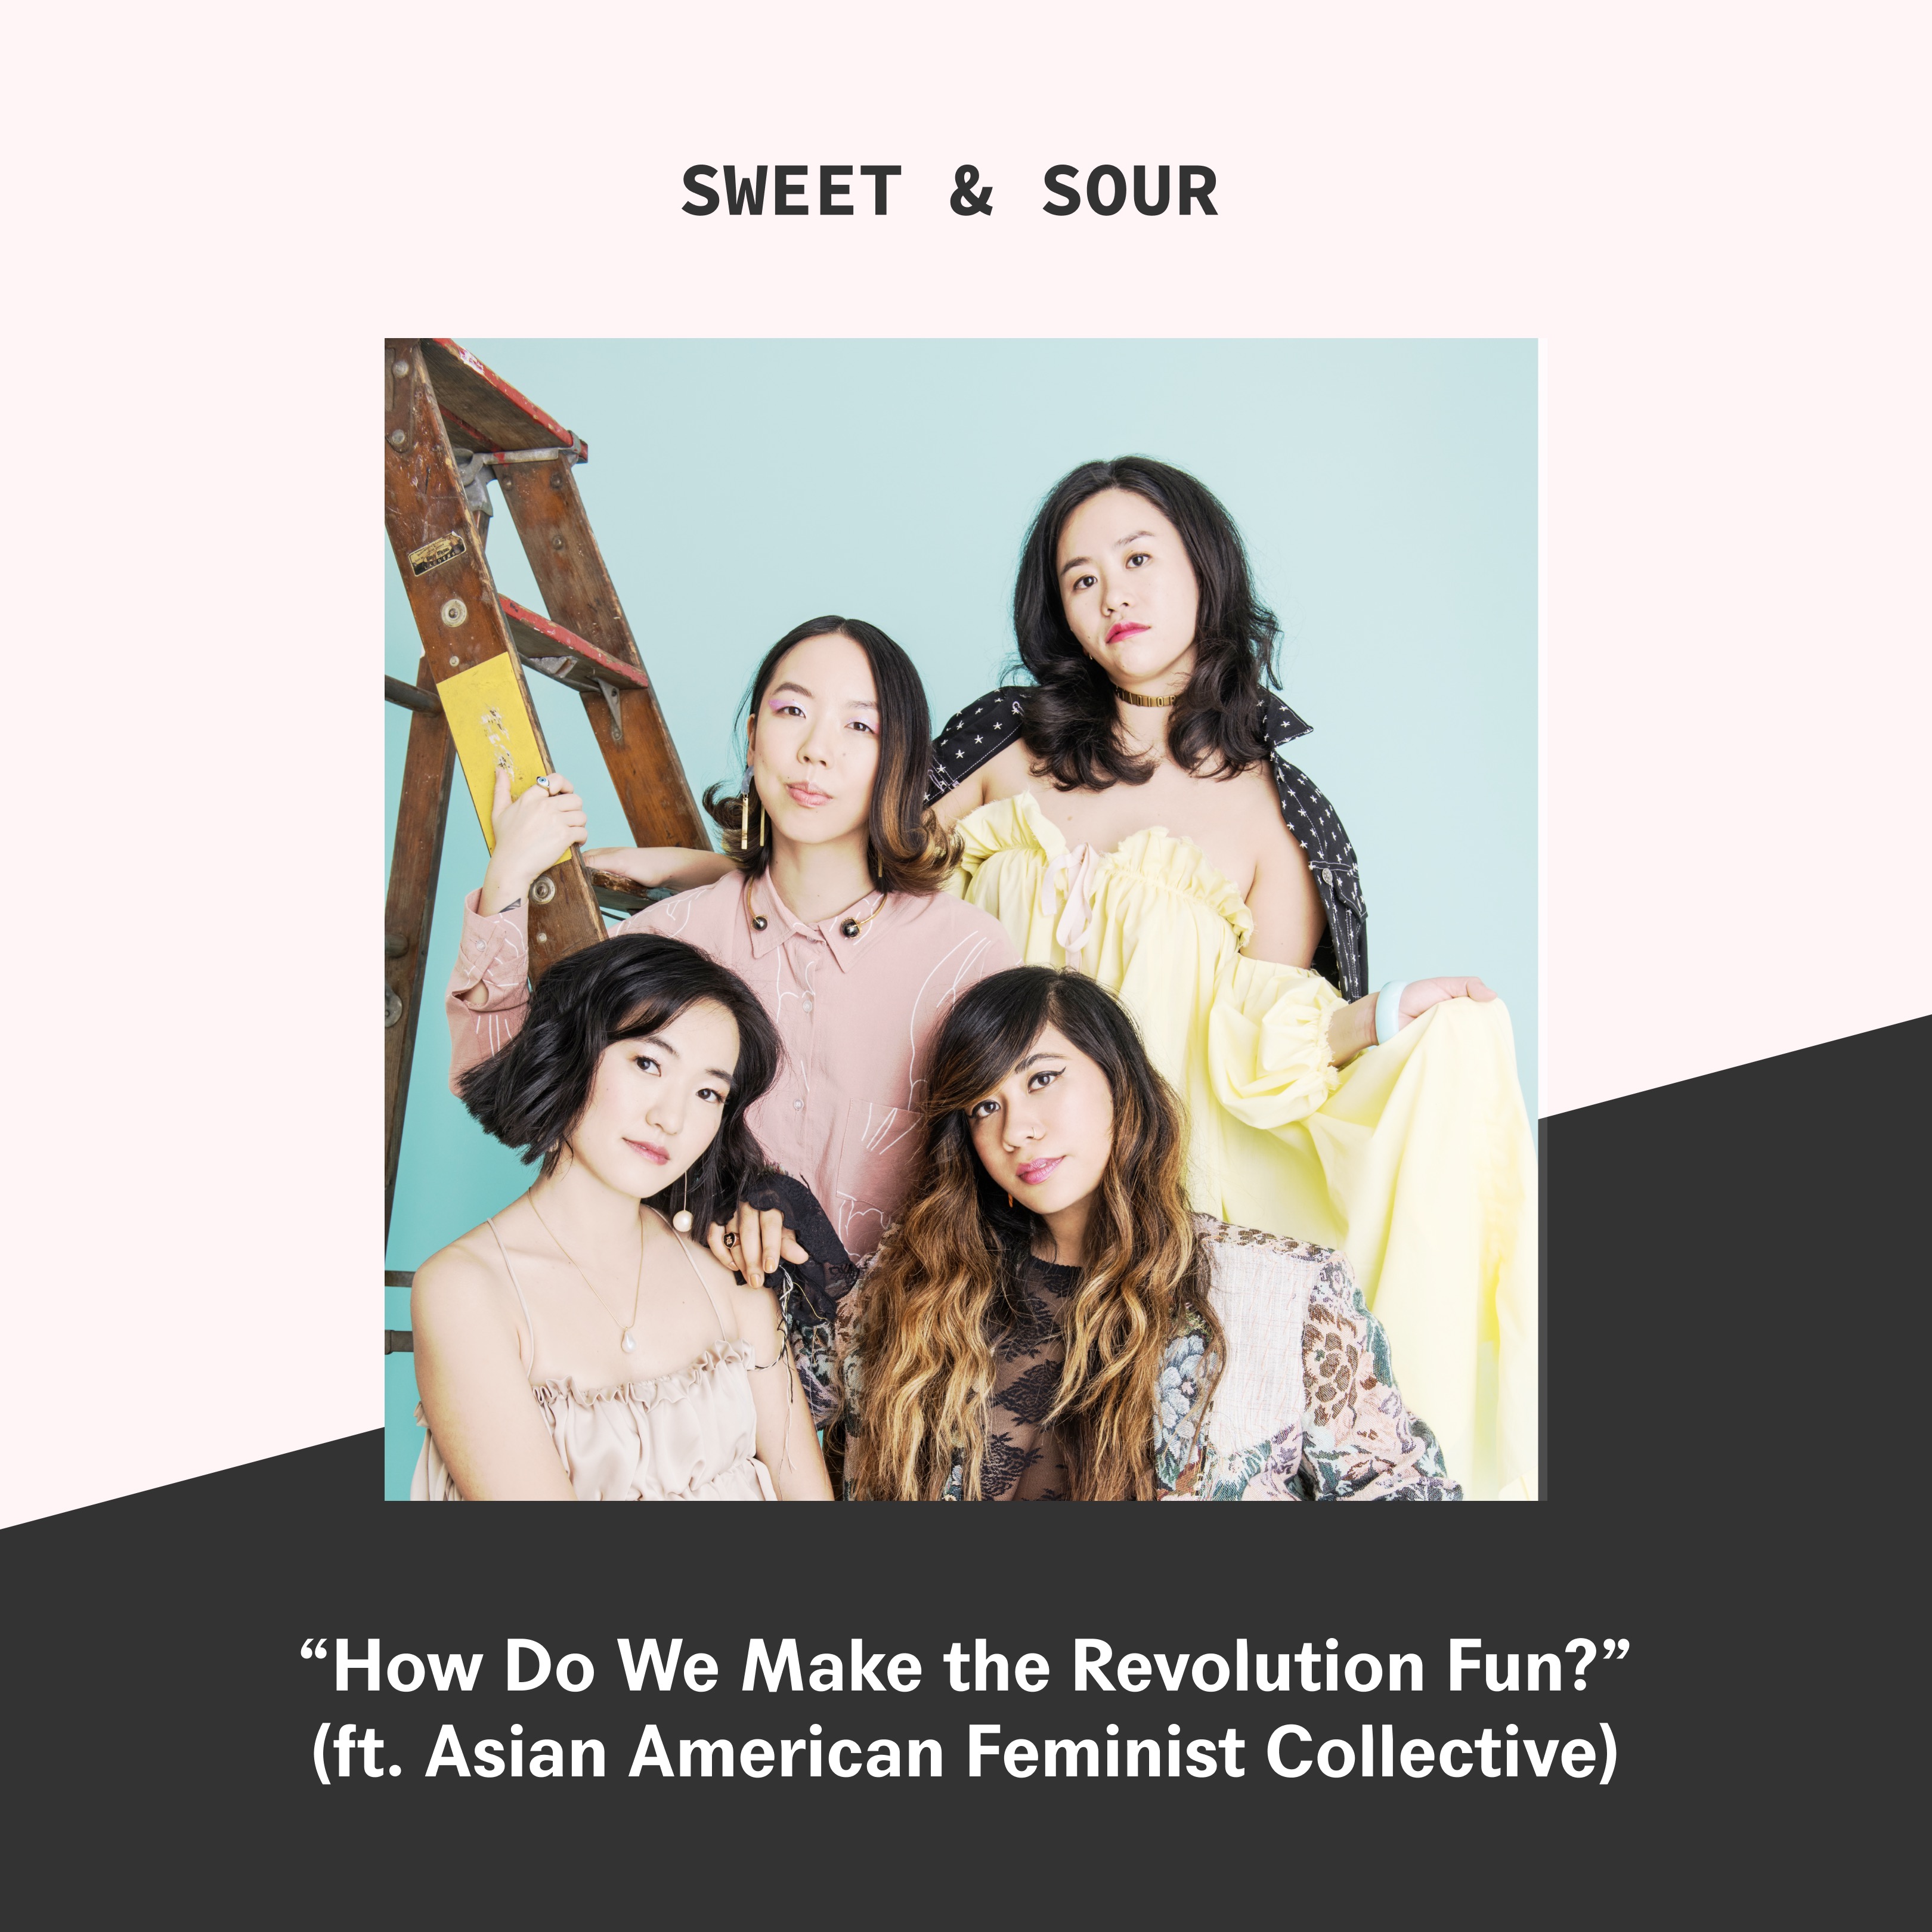 SWEET & SOUR
“How Do We Make the Revolution Fun?”
(ft. Asian American Feminist Collective)